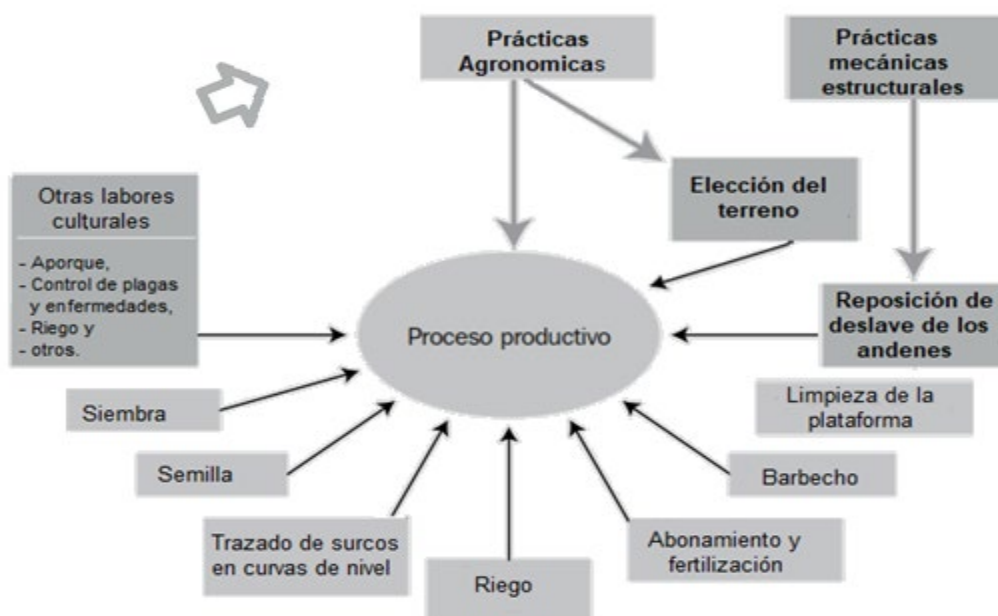 Prácticas
Agronomicas
Prácticas
mecánicas
estructurales
Otras labores
culturales
- Aporque,
- Control de plagas
y enfermedades,
- Riego y
- otros.
Elección del
terreno
Proceso productivo
Reposición de
deslave de los
andenes
Limpieza de la
plataforma
Siembra
Semilla
Barbecho
Trazado de surcos
en curvas de nivel
Riego
Abonamiento y
fertilización